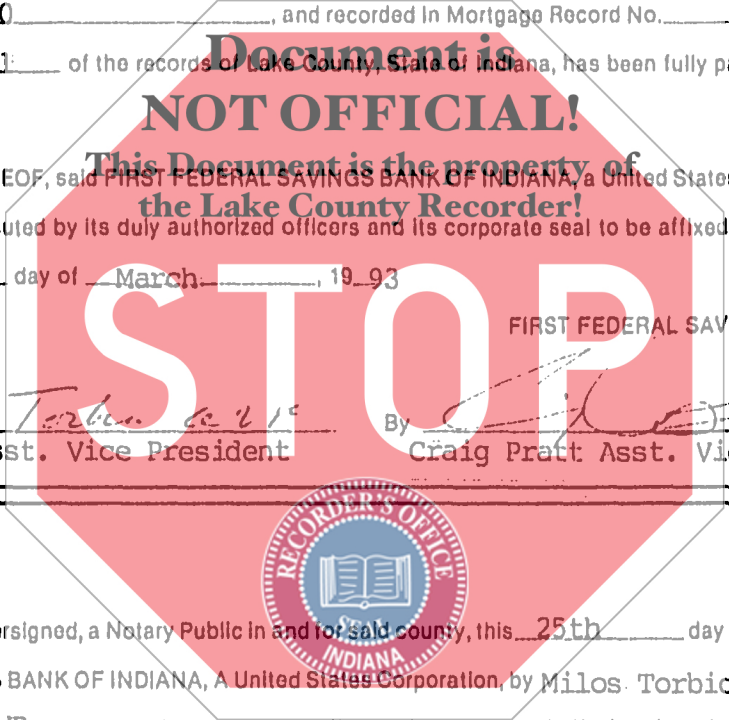 , and recorded in Mortgage Record No.
of the records of Lake County, State of Indiana, has been fully
Document is
NOT OFFICIAL!
This Document is the property of
the Lake County Recorder!
EOF, said FIRST FEDERAL SAVINGS BANK OF INDIANA, a United State
uted by its duly authorized officers and its corporate seal to be affixed
day of March, 19 93
STOP
FIRST FEDERAL SAV
By
sst. Vice President
Craig Pratt Asst. Vi
RECORDER'S OFFICE
SEAL
INDIANA
rsigned, a Notary Public in and for said county, this 25th day
BANK OF INDIANA, A United States Corporation, by Milos Torbic